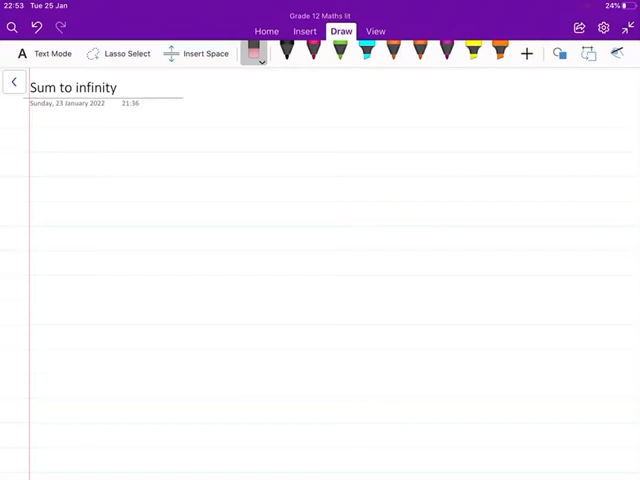 22:53 Tue 25 Jan 24%
Grade 12 Maths lit
Home Insert Draw View
A Text Mode Lasso Select Insert Space
Sum to infinity
Sunday, 23 January 2022 21:36